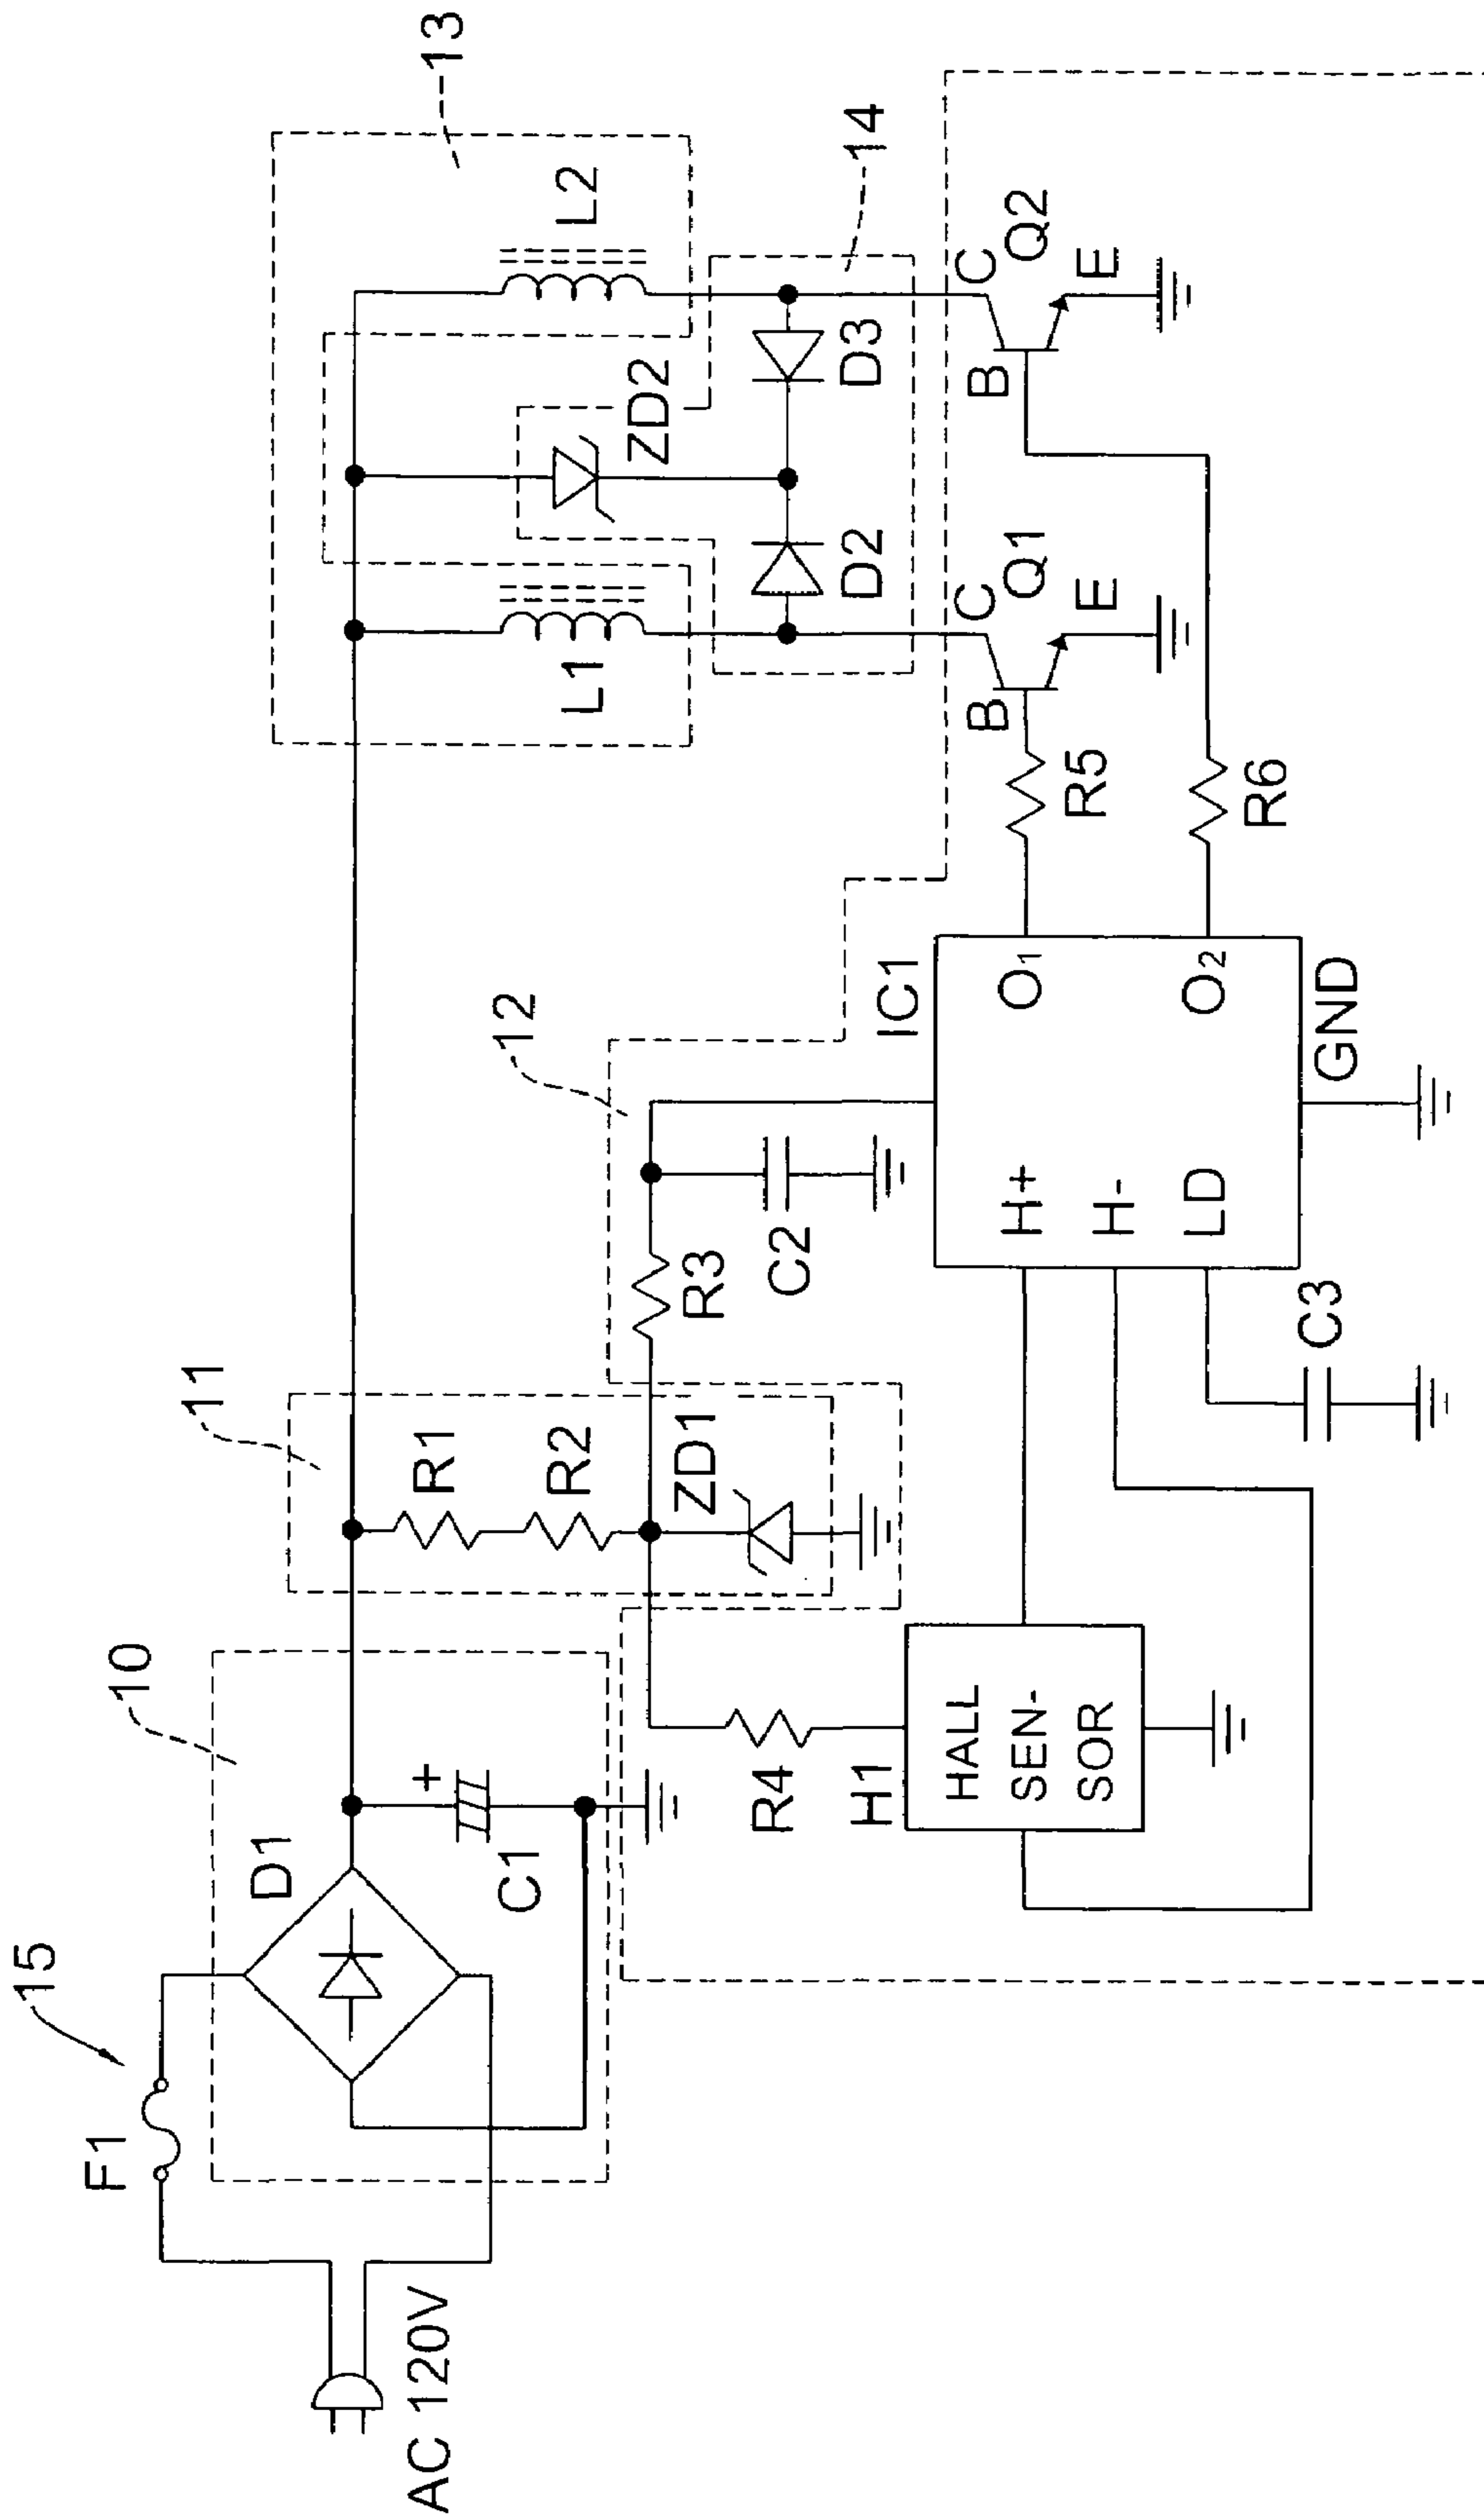 15
10
11
12
13
14
F1
D1
AC 120V
+
C1
R1
R2
ZD1
R3
C2
R4
H1
HALL
SEN-
SOR
IC1
H+
H-
LD
O1
O2
GND
C3
R5
R6
L1
L2
ZD2
D2
D3
B
C
Q1
E
B
C
Q2
E